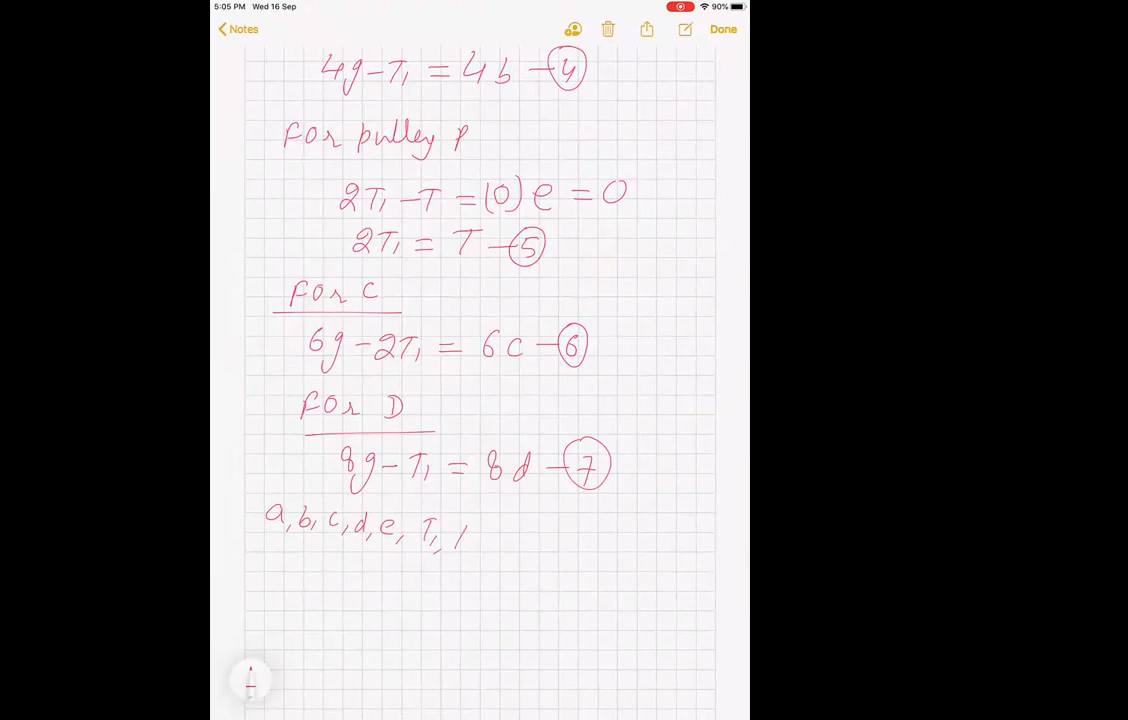 5:05 PM Wed 16 Sep 90%
Notes Done
4g - T₁ = 4b - 4
For pulley P
2T₁ - T = (0) e = 0
2T₁ = T - 5
For C
6g - 2T₁ = 6c - 6
For D
8g - T₁ = 8d - 7
a, b, c, d, e, T,